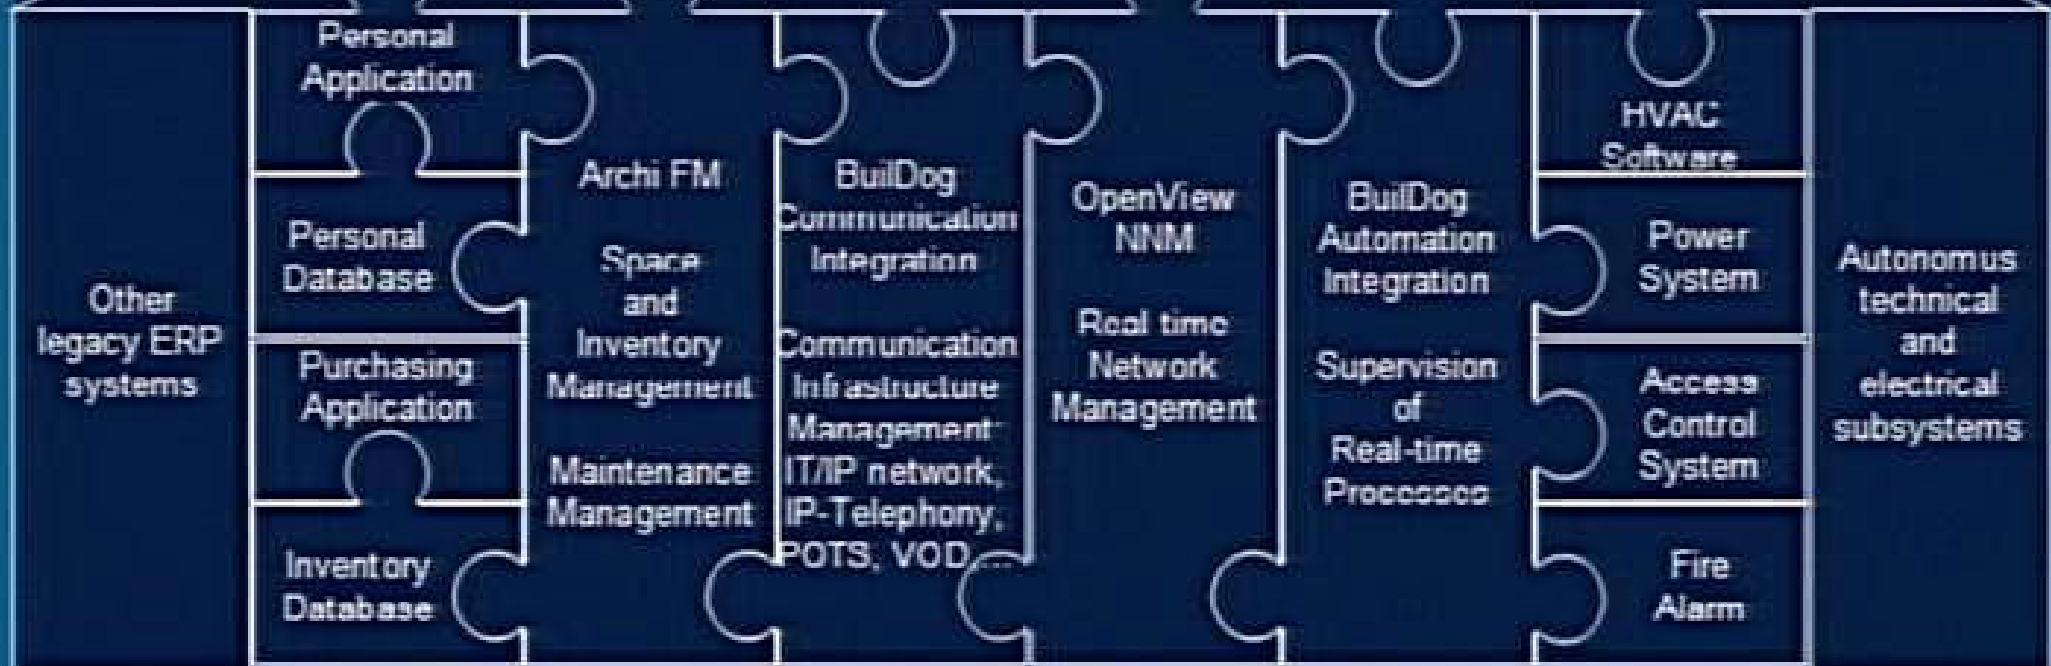 Other
legacy ERP
systems
Personal
Application
Personal
Database
Purchasing
Application
Inventory
Database
Archi FM
Space
and
Inventory
Management
Maintenance
Management
BuilDog
Communication
Integration
Communication
Infrastructure
Management:
IT/IP network,
IP-Telephony,
POTS, VOD,...
OpenView
NNM
Real time
Network
Management
BuilDog
Automation
Integration
Supervision
of
Real-time
Processes
HVAC
Software
Power
System
Access
Control
System
Fire
Alarm
Autonomus
technical
and
electrical
subsystems